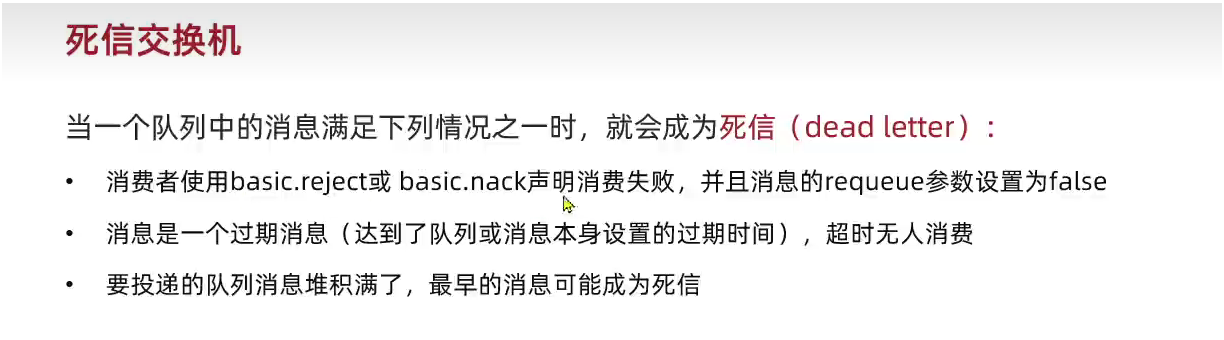 死信交换机
当一个队列中的消息满足下列情况之一时，就会成为死信（dead letter）：
• 消费者使用basic.reject或 basic.nack声明消费失败，并且消息的requeue参数设置为false
• 消息是一个过期消息（达到了队列或消息本身设置的过期时间），超时无人消费
• 要投递的队列消息堆积满了，最早的消息可能成为死信